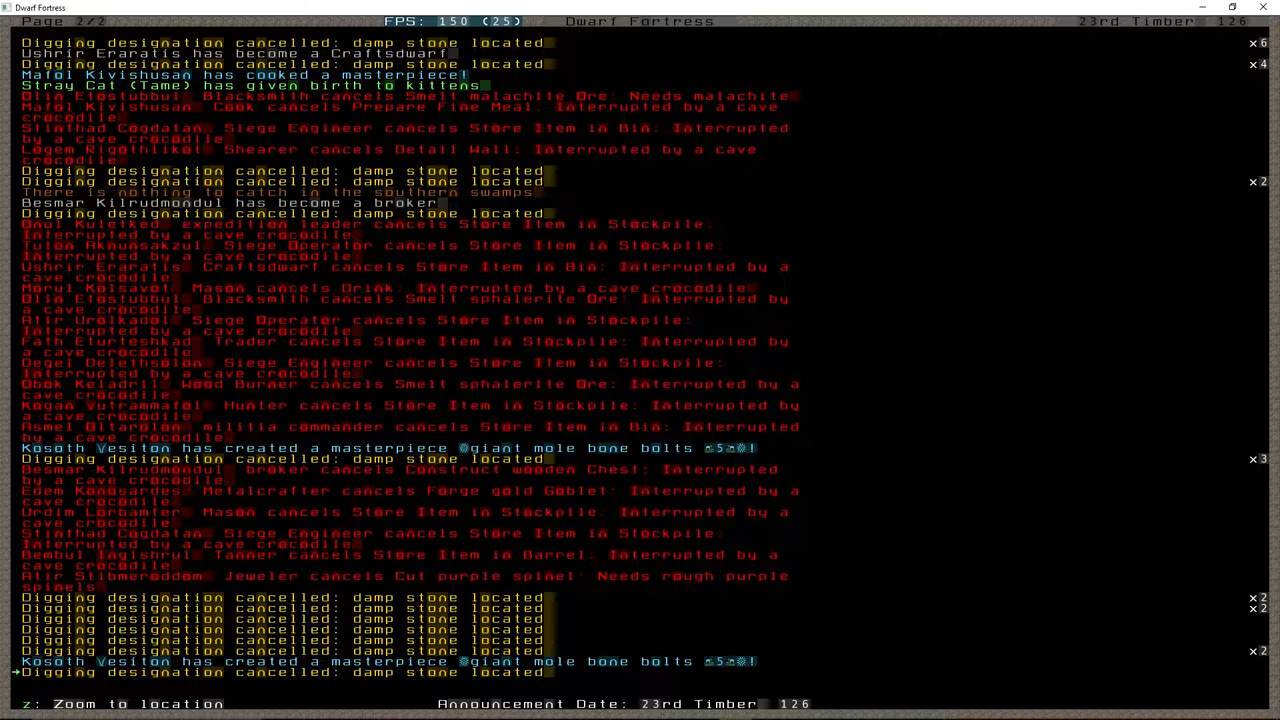 Dwarf Fortress
Page 2/2 FPS: 150 (25) Dwarf Fortress 23rd Timber 126
Digging designation cancelled: damp stone located x6
Ushrir Eraratis has become a Craftsdwarf
Digging designation cancelled: damp stone located x4
Mafol Kivishusan has cooked a masterpiece!
Stray Cat (Tame) has given birth to kittens
Olin Etostubbul Blacksmith cancels Smelt malachite Ore: Needs malachite
Mafol Kivishusan Cook cancels Prepare Fine Meal: Interrupted by a cave
crocodile
Stinthad Cogdatan Siege Engineer cancels Store Item in Bin: Interrupted
by a cave crocodile
Logem Rigothlikot Shearer cancels Detail Wall: Interrupted by a cave
crocodile
Digging designation cancelled: damp stone located
Digging designation cancelled: damp stone located x2
There is nothing to catch in the southern swamps
Besmar Kilrudmondul has become a broker
Digging designation cancelled: damp stone located
Onul Kuletked expedition leader cancels Store Item in Stockpile:
Interrupted by a cave crocodile
Tulon Aknunsakzul Siege Operator cancels Store Item in Stockpile:
Interrupted by a cave crocodile
Ushrir Eraratis Craftsdwarf cancels Store Item in Bin: Interrupted by a
cave crocodile
Morul Kolsavot Mason cancels Drink: Interrupted by a cave crocodile
Olin Etostubbul Blacksmith cancels Smelt sphalerite Ore: Interrupted by
a cave crocodile
Atir Urolkadol Siege Operator cancels Store Item in Stockpile:
Interrupted by a cave crocodile
Fath Eturteshkad Trader cancels Store Item in Stockpile: Interrupted by
a cave crocodile
Degel Delethsolon Siege Engineer cancels Store Item in Stockpile:
Interrupted by a cave crocodile
Obok Keladril Wood Burner cancels Smelt sphalerite Ore: Interrupted by a
cave crocodile
Kogan Vutrammafol Hunter cancels Store Item in Stockpile: Interrupted by
a cave crocodile
Asmel Oltarolon militia commander cancels Store Item in Bin: Interrupted
by a cave crocodile
Kosoth Vesiton has created a masterpiece ☼giant mole bone bolts [5]☼!
Digging designation cancelled: damp stone located x3
Besmar Kilrudmondul broker cancels Construct wooden Chest: Interrupted
by a cave crocodile
Edem Konossardes Metalcrafter cancels Forge gold Goblet: Interrupted by a
cave crocodile
Urdim Lorbamfer Mason cancels Store Item in Stockpile: Interrupted by a
cave crocodile
Stinthad Cogdatan Siege Engineer cancels Store Item in Stockpile:
Interrupted by a cave crocodile
Bembul Ingishrul Tanner cancels Store Item in Barrel: Interrupted by a
cave crocodile
Atir Stibmeroddom Jeweler cancels Cut purple spinel: Needs rough purple
spinels
Digging designation cancelled: damp stone located x2
Digging designation cancelled: damp stone located x2
Digging designation cancelled: damp stone located
Digging designation cancelled: damp stone located
Digging designation cancelled: damp stone located
Digging designation cancelled: damp stone located x2
Kosoth Vesiton has created a masterpiece ☼giant mole bone bolts [5]☼!
Digging designation cancelled: damp stone located
z: Zoom to location Announcement Date: 23rd Timber 126